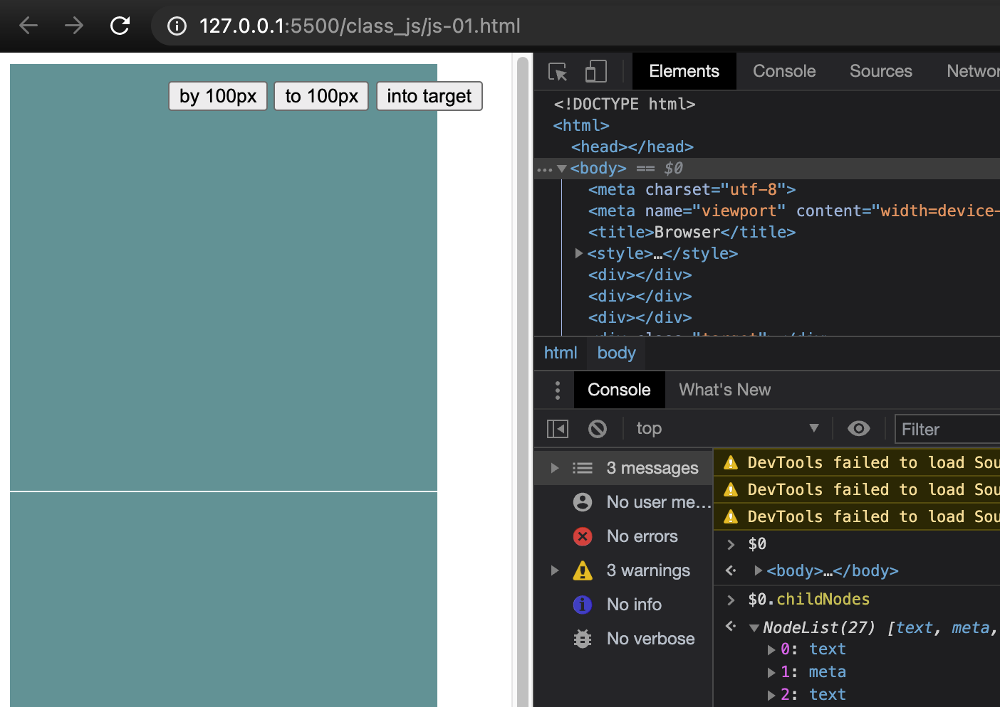 127.0.0.1:5500/class_js/js-01.html
by 100px to 100px into target
Elements Console Sources Networ
<!DOCTYPE html>
<html>
<head></head>
… <body> == $0
<meta charset="utf-8">
<meta name="viewport" content="width=device-
<title>Browser</title>
<style>…</style>
<div></div>
<div></div>
<div></div>
<div class="target"></div>
html body
Console What's New
top Filter
3 messages
No user me…
No errors
3 warnings
No info
No verbose
DevTools failed to load Sou
DevTools failed to load Sou
DevTools failed to load Sou
$0
<body>…</body>
$0.childNodes
NodeList(27) [text, meta,
0: text
1: meta
2: text